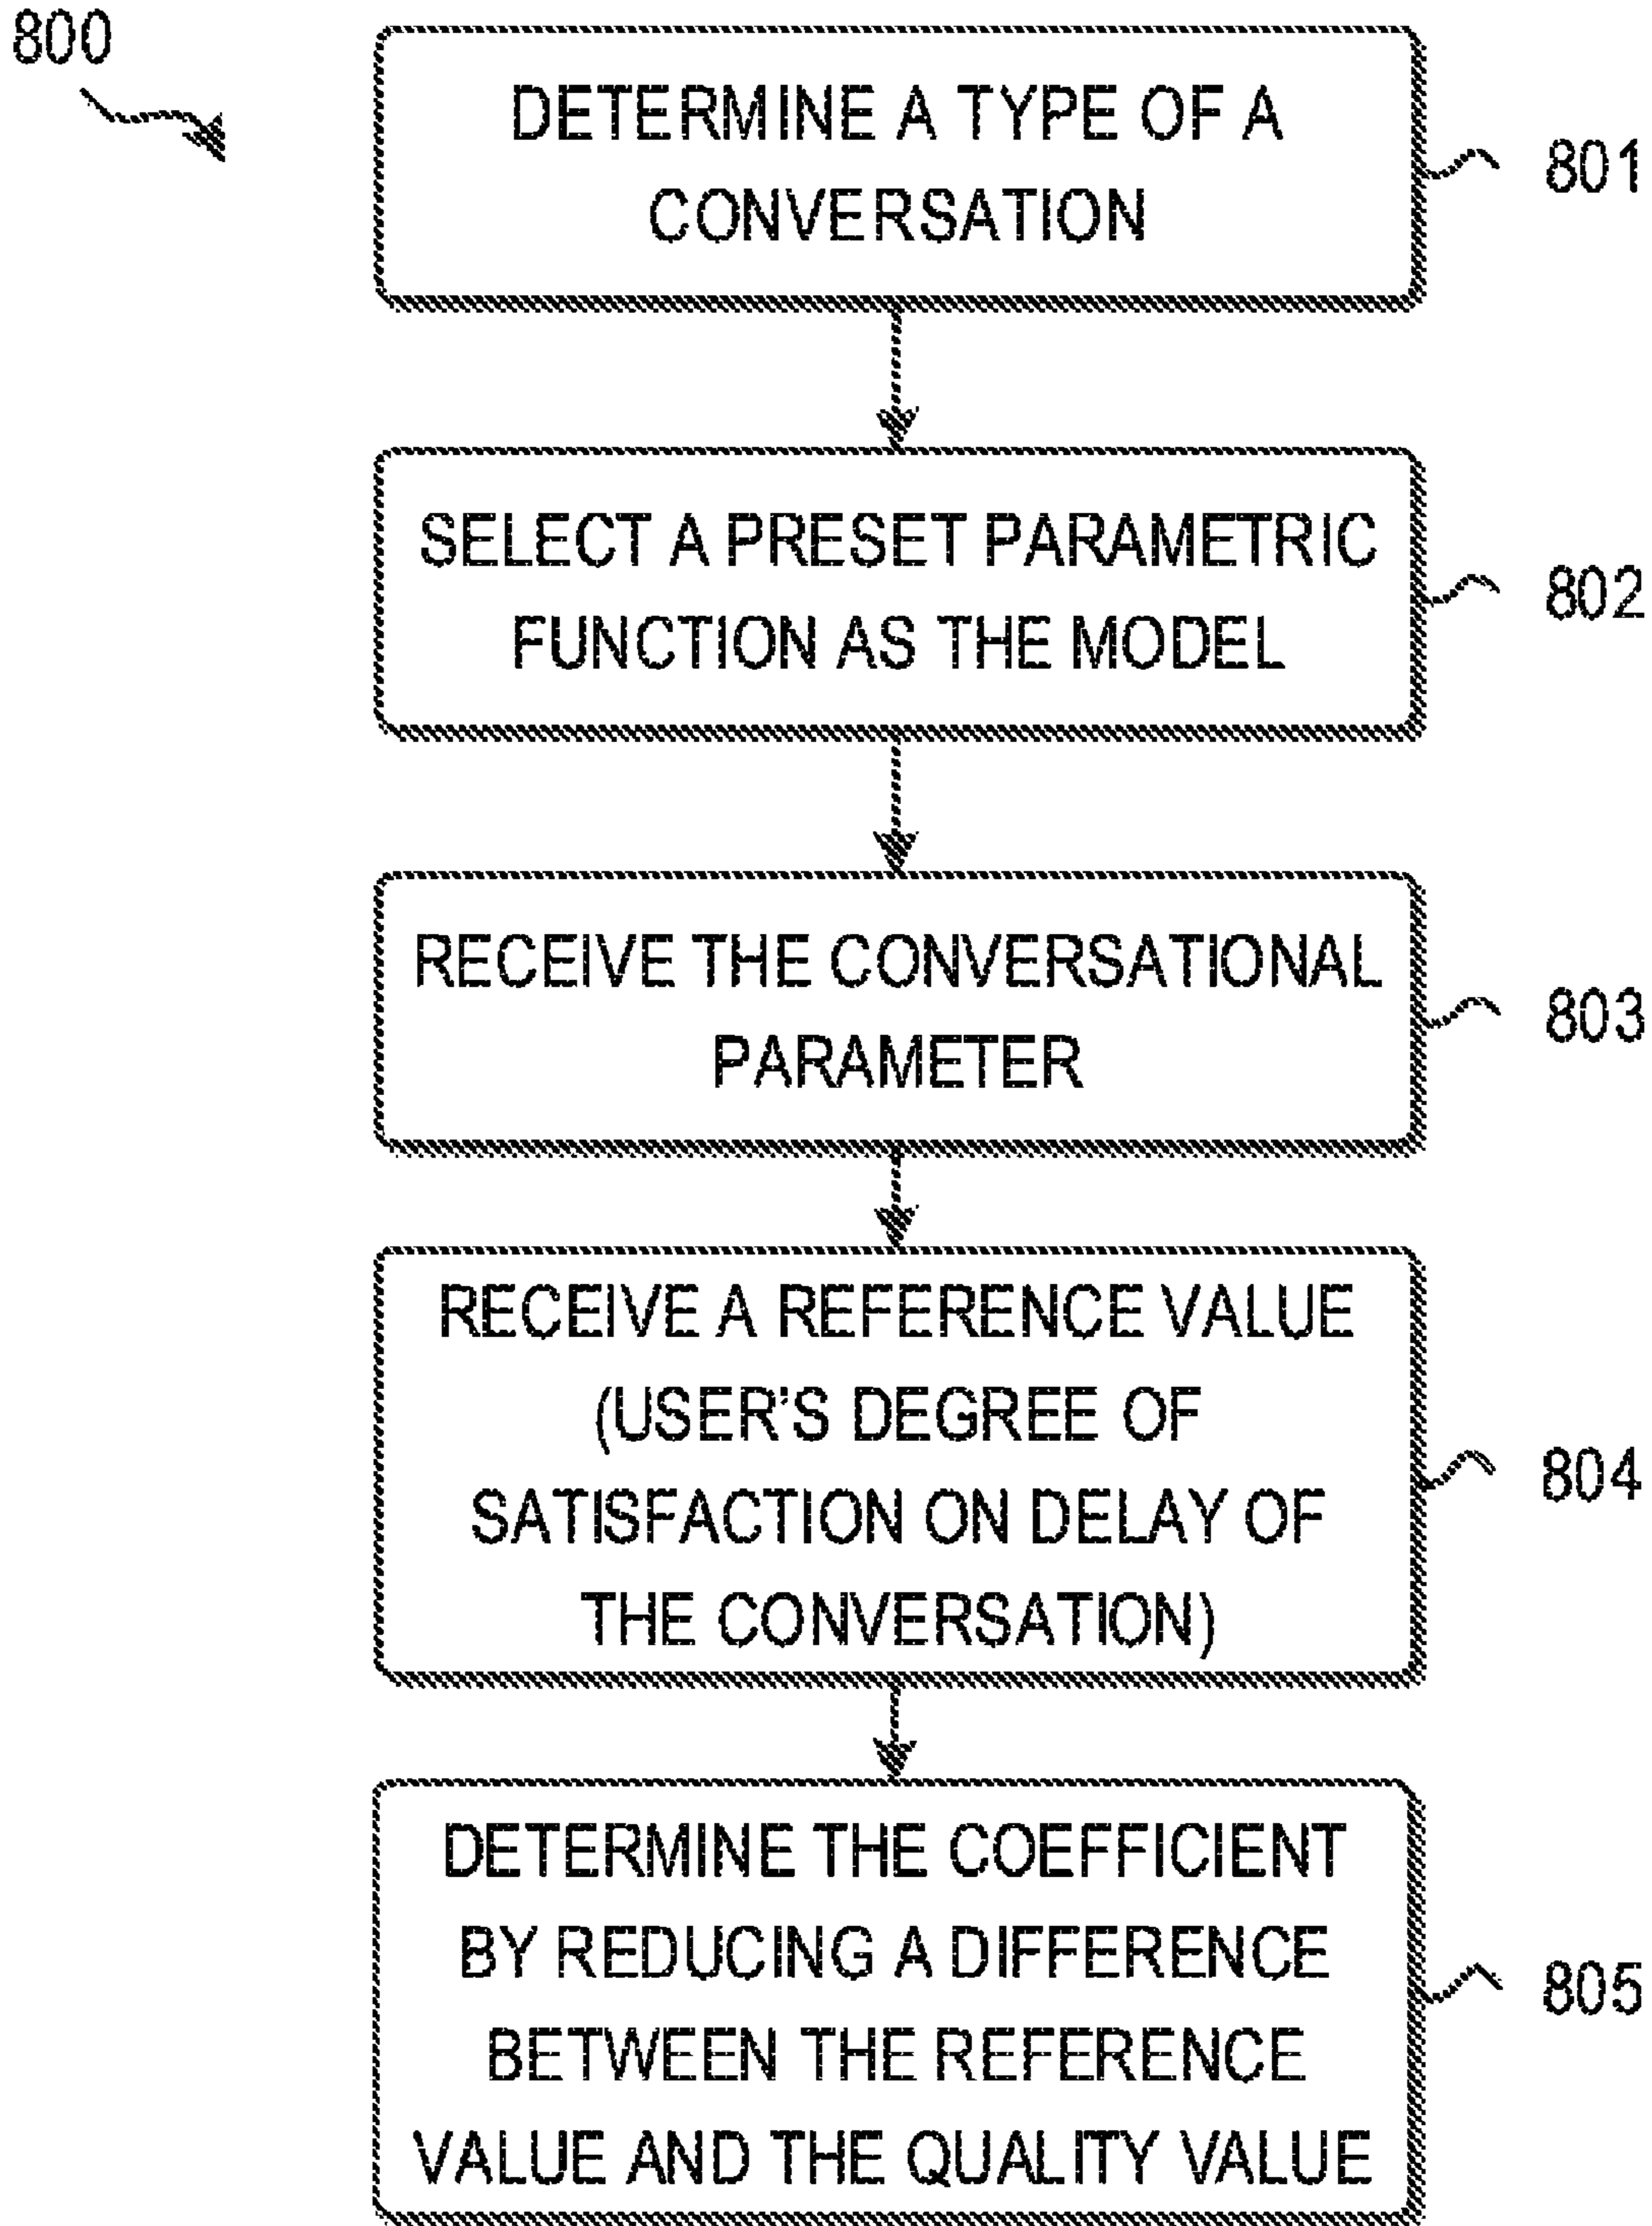 800
DETERMINE A TYPE OF A
CONVERSATION
801
SELECT A PRESET PARAMETRIC
FUNCTION AS THE MODEL
802
RECEIVE THE CONVERSATIONAL
PARAMETER
803
RECEIVE A REFERENCE VALUE
(USER'S DEGREE OF
SATISFACTION ON DELAY OF
THE CONVERSATION)
804
DETERMINE THE COEFFICIENT
BY REDUCING A DIFFERENCE
BETWEEN THE REFERENCE
VALUE AND THE QUALITY VALUE
805